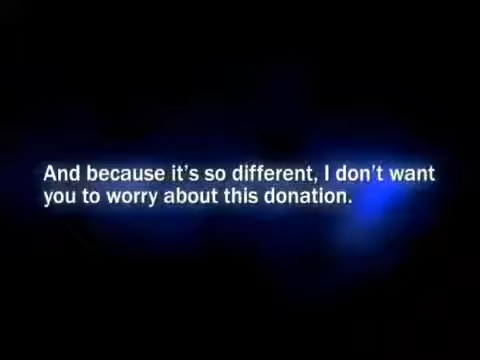 And because it's so different, I don't want
you to worry about this donation.